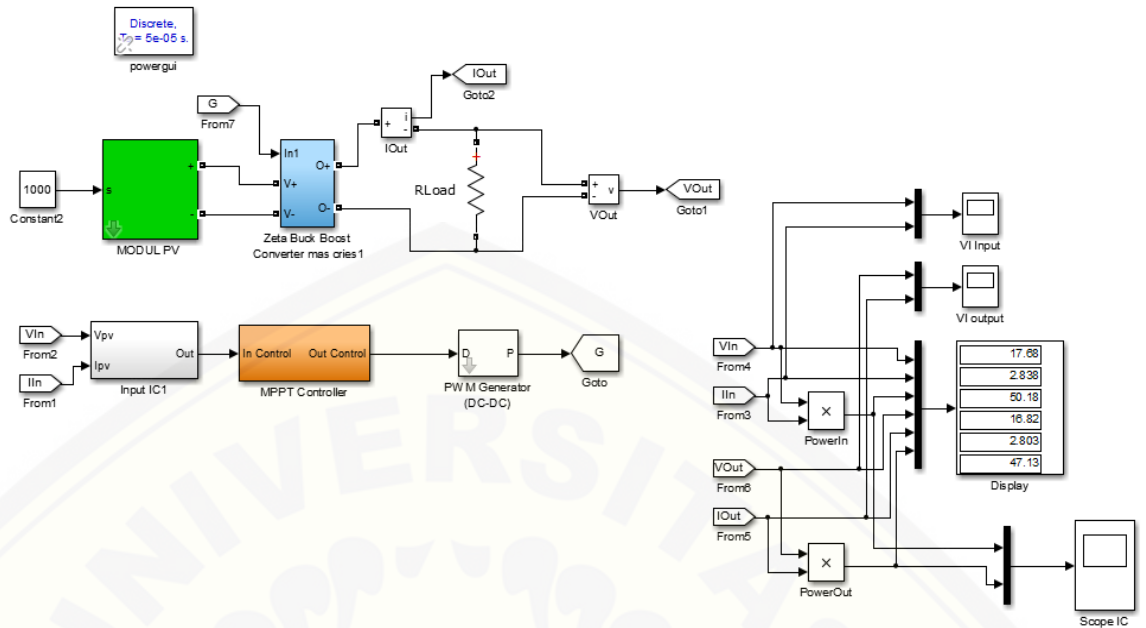 Discrete,
Ts = 5e-05 s.
powergui
IOut
Goto2
G
From7
+
i
-
IOut
1000
Constant2
s
+
-
MODUL PV
In1
V+
V-
O+
O-
Zeta Buck Boost
Converter mas cries1
+
RLoad
+
-
v
VOut
VOut
Goto1
VI Input
VI output
VIn
From2
IIn
From1
Vpv
Ipv
Out
Input IC1
In Control
Out Control
MPPT Controller
D
P
PWM Generator
(DC-DC)
G
Goto
VIn
From4
IIn
From3
×
PowerIn
VOut
From6
IOut
From5
×
PowerOut
17.68
2.838
50.18
16.82
2.803
47.13
Display
Scope IC
UNIVERSITA